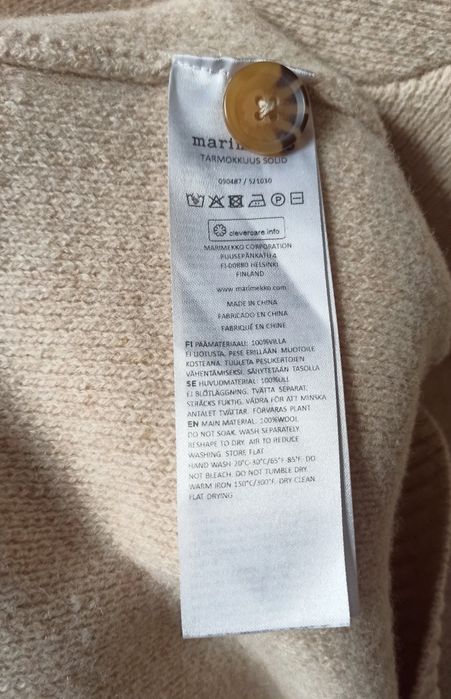 TARMOKKUUS SOLID
090487 / 521030
P
clevercare.info
MARIMEKKO CORPORATION
PUUSEPÄNKATU 4
FI-00880 HELSINKI
FINLAND
www.marimekko.com
MADE IN CHINA
FABRICADO EN CHINA
FABRIQUÉ EN CHINE
FI PÄÄMATERIAALI: 100%VILLA
EI LIOTUSTA. PESE ERILLÄÄN MUOTOILE
KOSTEANA. TUULETA PESUKERTOJEN
VÄHENTÄMISEKSI. SÄILYTETÄÄN TASOLLA
SE HUVUDMATERIAL: 100%ULL
EJ BLÖTLÄGGNING. TVÄTTA SEPARAT.
STRÄCKS FUKTIG. VÄDRA FÖR ATT MINSKA
ANTALET TVÄTTAR. FÖRVARAS PLANT
EN MAIN MATERIAL: 100%WOOL
DO NOT SOAK. WASH SEPARATELY
RESHAPE TO DRY. AIR TO REDUCE
WASHING. STORE FLAT
HAND WASH 20°C-30°C/65°F-85°F. DO
NOT BLEACH. DO NOT TUMBLE DRY.
WARM IRON 150°C/300°F. DRY CLEAN
FLAT DRYING